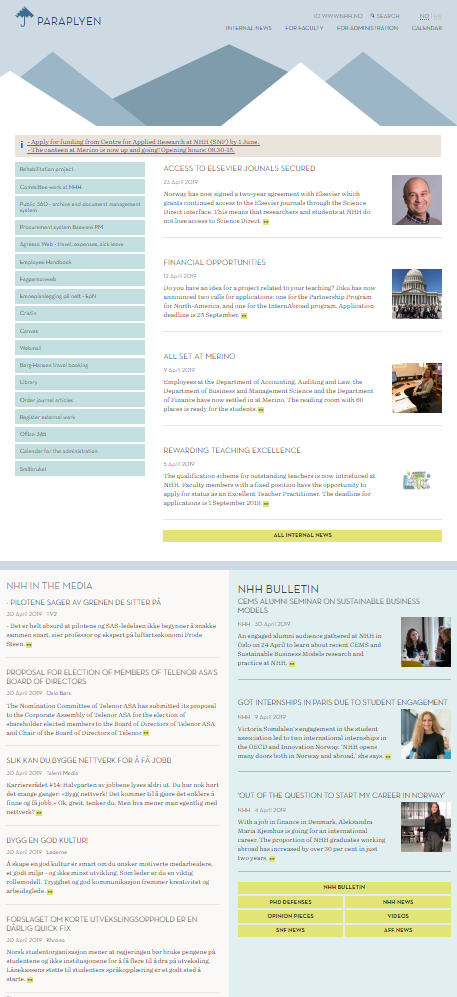 PARAPLYEN
TO WWW.NHH.NO
SEARCH
NO | EN
INTERNAL NEWS
FOR FACULTY
FOR ADMINISTRATION
CALENDAR
- Apply for funding from Centre for Applied Research at NHH (SNF) by 1 June.
- The canteen at Merino is now up and going! Opening hours: 08.30-15.
Rehabilitation project
Committee work at NHH
Public 360 - archive and document management
system
Procurement system Basware PM
Agresso Web - travel, expenses, sick leave
Employee Handbook
Fagpersonweb
Emneplanlegging på nett - EpN
Cristin
Canvas
Webmail
Berg-Hansen travel booking
Library
Order journal articles
Register external work
Office 365
Calendar for the administration
Småbruket
ACCESS TO ELSEVIER JOUNALS SECURED
23 April 2019
Norway has now signed a two-year agreement with Elsevier which
grants continued access to the Elsevier journals through the Science
Direct interface. This means that researchers and students at NHH do
not lose access to Science Direct. »»
FINANCIAL OPPORTUNITIES
12 April 2019
Do you have an idea for a project related to your teaching? Diku has now
announced two calls for applications: one for the Partnership Program
for North-America, and one for the InternAbroad program. Application
deadline is 25 September. »»
ALL SET AT MERINO
9 April 2019
Employees at the Department of Accounting, Auditing and Law, the
Department of Business and Management Science and the Department
of Finance have now settled in at Merino. The reading room with 60
places is ready for the students. »»
REWARDING TEACHING EXCELLENCE
5 April 2019
The qualification scheme for outstanding teachers is now introduced at
NHH. Faculty members with a fixed position have the opportunity to
apply for status as an Excellent Teacher Practitioner. The deadline for
applications is 1 September 2019. »»
ALL INTERNAL NEWS
NHH IN THE MEDIA
- PILOTENE SAGER AV GRENEN DE SITTER PÅ
30 April 2019 TV2
- Det er helt absurd at pilotene og SAS-ledelsen ikke begynner å snakke
sammen snart, sier professor og ekspert på luftfartsøkonomi Frode
Steen. »»
PROPOSAL FOR ELECTION OF MEMBERS OF TELENOR ASA'S
BOARD OF DIRECTORS
30 April 2019 Oslo Børs
The Nomination Committee of Telenor ASA has submitted its proposal
to the Corporate Assembly of Telenor ASA for the election of
shareholder elected members to the Board of Directors of Telenor ASA
and Chair of the Board of Directors of Telenor »»
SLIK KAN DU BYGGE NETTVERK FOR Å FÅ JOBB
30 April 2019 Talent Media
Karriererådet #14: Halvparten av jobbene lyses aldri ut. Du har nok hørt
det mange ganger: «Bygg nettverk! Det kommer til å gjøre det enklere å
finne og få jobb.» Ok, greit, tenker du. Men hva mener man egentlig med
nettverk? »»
BYGG EN GOD KULTUR!
30 April 2019 Lederne
Å skape en god kultur er smart om du ønsker motiverte medarbeidere,
et godt miljø - og ikke minst utvikling. Som leder er du en viktig
rollemodell. Trygghet og god kommunikasjon fremmer kreativitet og
arbeidsglede. »»
FORSLAGET OM KORTE UTVEKSLINGSOPPHOLD ER EN
DÅRLIG QUICK FIX
30 April 2019 Khrono
Norsk studentorganisasjon mener at regjeringen bør bruke pengene på
studentene og ikke institusjonene for å få flere til å dra på utveksling.
Lånekassens støtte til studenters språkopplæring er et godt sted å
starte. »»
NHH BULLETIN
CEMS ALUMNI SEMINAR ON SUSTAINABLE BUSINESS
MODELS
NHH 30 April 2019
An engaged alumni audience gathered at NHH in
Oslo on 24 April to learn about recent CEMS and
Sustainable Business Models research and
practice at NHH. »»
GOT INTERNSHIPS IN PARIS DUE TO STUDENT ENGAGEMENT
NHH 9 April 2019
Victoria Somdalen's engagement in the student
association led to two international internships in
the OECD and Innovation Norway. 'NHH opens
many doors both in Norway and abroad,' she says. »»
'OUT OF THE QUESTION TO START MY CAREER IN NORWAY'
NHH 4 April 2019
With a job in finance in Denmark, Aleksandra
Maria Kjemhus is going for an international
career. The proportion of NHH graduates working
abroad has increased by over 30 per cent in just
two years. »»
NHH BULLETIN
PHD DEFENSES
NHH NEWS
OPINION PIECES
VIDEOS
SNF NEWS
AFF NEWS